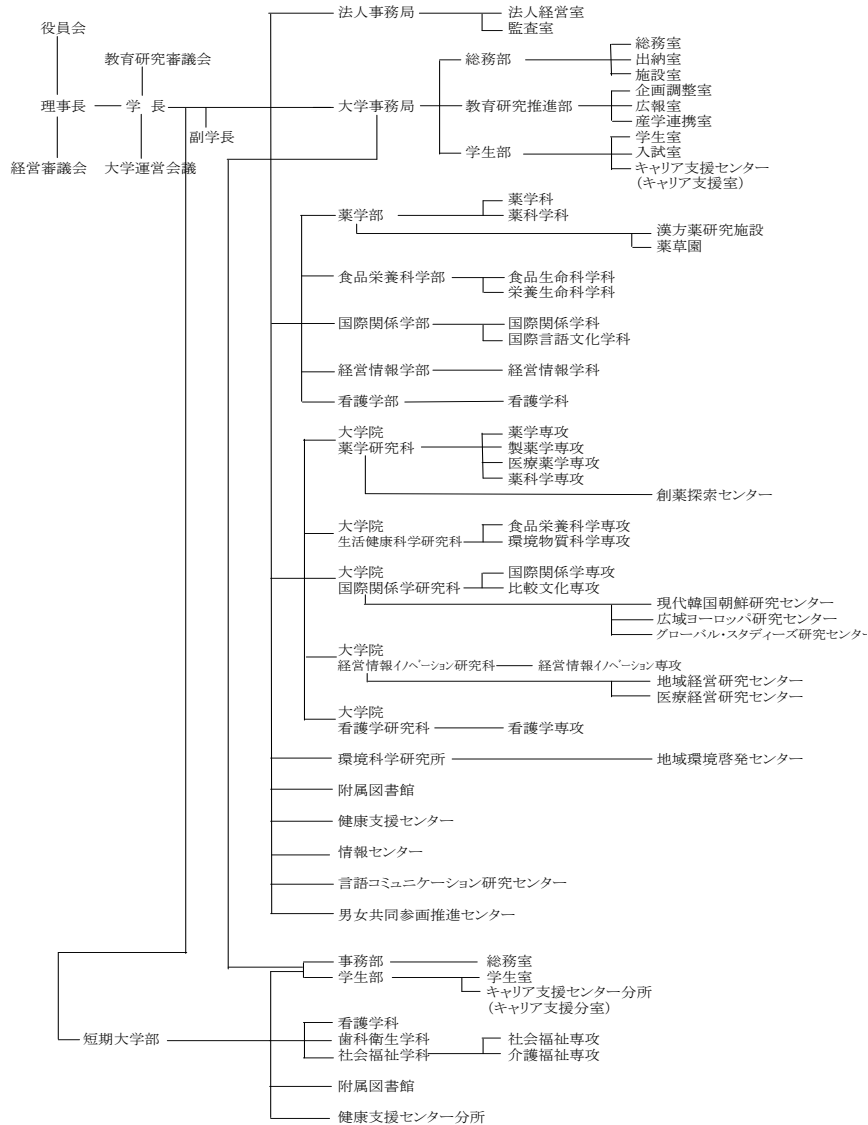 役員会
教育研究審議会
理事長
学 長
副学長
経営審議会
大学運営会議
法人事務局
法人経営室
監査室
大学事務局
総務部
総務室
出納室
施設室
教育研究推進部
企画調整室
広報室
産学連携室
学生部
学生室
入試室
キャリア支援センター
(キャリア支援室)
薬学部
薬学科
薬科学科
漢方薬研究施設
薬草園
食品栄養科学部
食品生命科学科
栄養生命科学科
国際関係学部
国際関係学科
国際言語文化学科
経営情報学部
経営情報学科
看護学部
看護学科
大学院
薬学研究科
薬学専攻
製薬学専攻
医療薬学専攻
薬科学専攻
創薬探索センター
大学院
生活健康科学研究科
食品栄養科学専攻
環境物質科学専攻
大学院
国際関係学研究科
国際関係学専攻
比較文化専攻
現代韓国朝鮮研究センター
広域ヨーロッパ研究センター
グローバル・スタディーズ研究センター
大学院
経営情報イノベーション研究科
経営情報イノベーション専攻
地域経営研究センター
医療経営研究センター
大学院
看護学研究科
看護学専攻
環境科学研究所
地域環境啓発センター
附属図書館
健康支援センター
情報センター
言語コミュニケーション研究センター
男女共同参画推進センター
事務部
総務室
学生部
学生室
キャリア支援センター分所
(キャリア支援分室)
短期大学部
看護学科
歯科衛生学科
社会福祉学科
社会福祉専攻
介護福祉専攻
附属図書館
健康支援センター分所